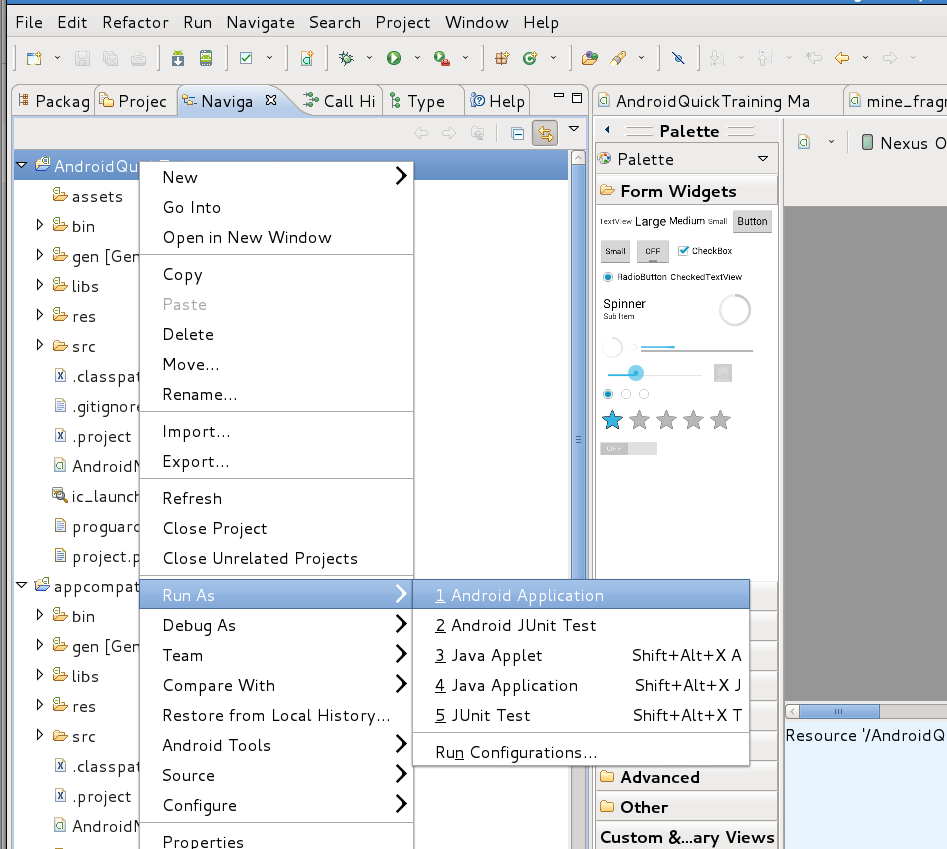 File Edit Refactor Run Navigate Search Project Window Help
Packag Projec Naviga Call Hi Type Help
AndroidQuickTraining Ma mine_fragr
Palette
Nexus O
Palette
Form Widgets
TextView Large Medium Small Button
Small OFF CheckBox
RadioButton CheckedTextView
Spinner
Sub Item
OFF
AndroidQui
assets
bin
gen [Gen
libs
res
src
.classpat
.gitignore
.project
AndroidM
ic_launch
proguard
project.p
appcompat
bin
gen [Gen
libs
res
src
.classpat
.project
AndroidM
New
Go Into
Open in New Window
Copy
Paste
Delete
Move...
Rename...
Import...
Export...
Refresh
Close Project
Close Unrelated Projects
Run As
Debug As
Team
Compare With
Restore from Local History...
Android Tools
Source
Configure
Properties
1 Android Application
2 Android JUnit Test
3 Java Applet Shift+Alt+X A
4 Java Application Shift+Alt+X J
5 JUnit Test Shift+Alt+X T
Run Configurations...
Advanced
Other
Custom &...ary Views
Resource '/AndroidQ